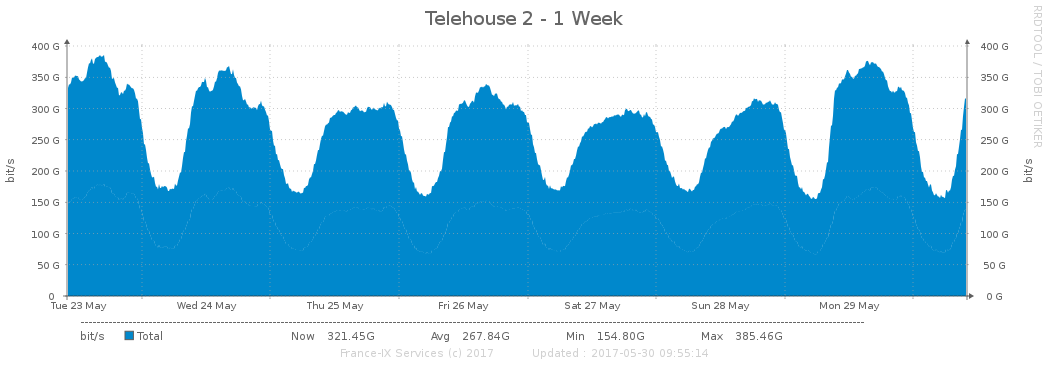 Telehouse 2 - 1 Week
RRDTOOL / TOBI OETIKER
400 G 400 G
350 G 350 G
300 G 300 G
250 G 250 G
200 G 200 G
150 G 150 G
100 G 100 G
50 G 50 G
0 0 G
bit/s bit/s
Tue 23 May Wed 24 May Thu 25 May Fri 26 May Sat 27 May Sun 28 May Mon 29 May
bit/s Total Now 321.45G Avg 267.84G Min 154.80G Max 385.46G
France-IX Services (c) 2017 Updated : 2017-05-30 09:55:14